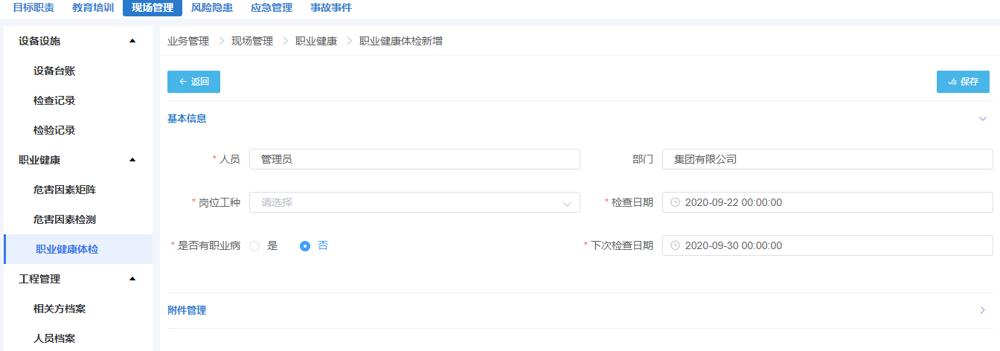 目标职责 教育培训 现场管理 风险隐患 应急管理 事故事件
设备设施
设备台账
检查记录
检验记录
职业健康
危害因素矩阵
危害因素检测
职业健康体检
工程管理
相关方档案
人员档案
业务管理 > 现场管理 > 职业健康 > 职业健康体检新增
← 返回 保存
基本信息
* 人员 管理员 部门 集团有限公司
* 岗位工种 请选择 * 检查日期 2020-09-22 00:00:00
* 是否有职业病 是 否 * 下次检查日期 2020-09-30 00:00:00
附件管理